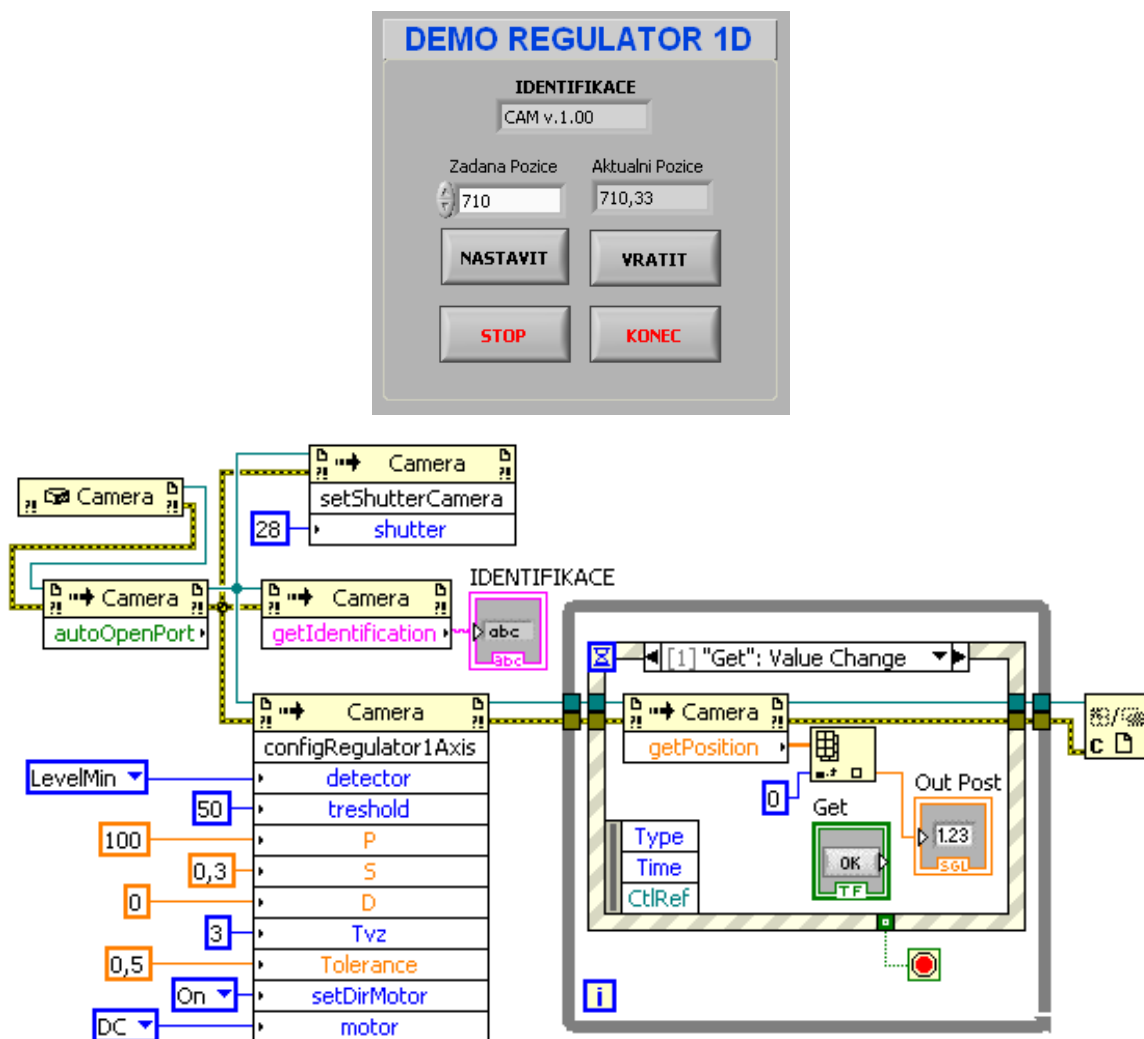 DEMO REGULATOR 1D
IDENTIFIKACE
CAM v.1.00
Zadana Pozice Aktualni Pozice
710 710,33
NASTAVIT VRATIT
STOP KONEC
Camera
setShutterCamera
28 shutter
?! Camera ?!
Camera
autoOpenPort
Camera
getIdentification
IDENTIFIKACE
abc
abc
Camera
configRegulator1Axis
LevelMin detector
50 treshold
100 P
0,3 S
0 D
3 Tvz
0,5 Tolerance
On setDirMotor
DC motor
[1] "Get": Value Change
Camera
getPosition
0
Get
OK
TF
Out Post
1.23
SGL
Type
Time
CtlRef
i
C